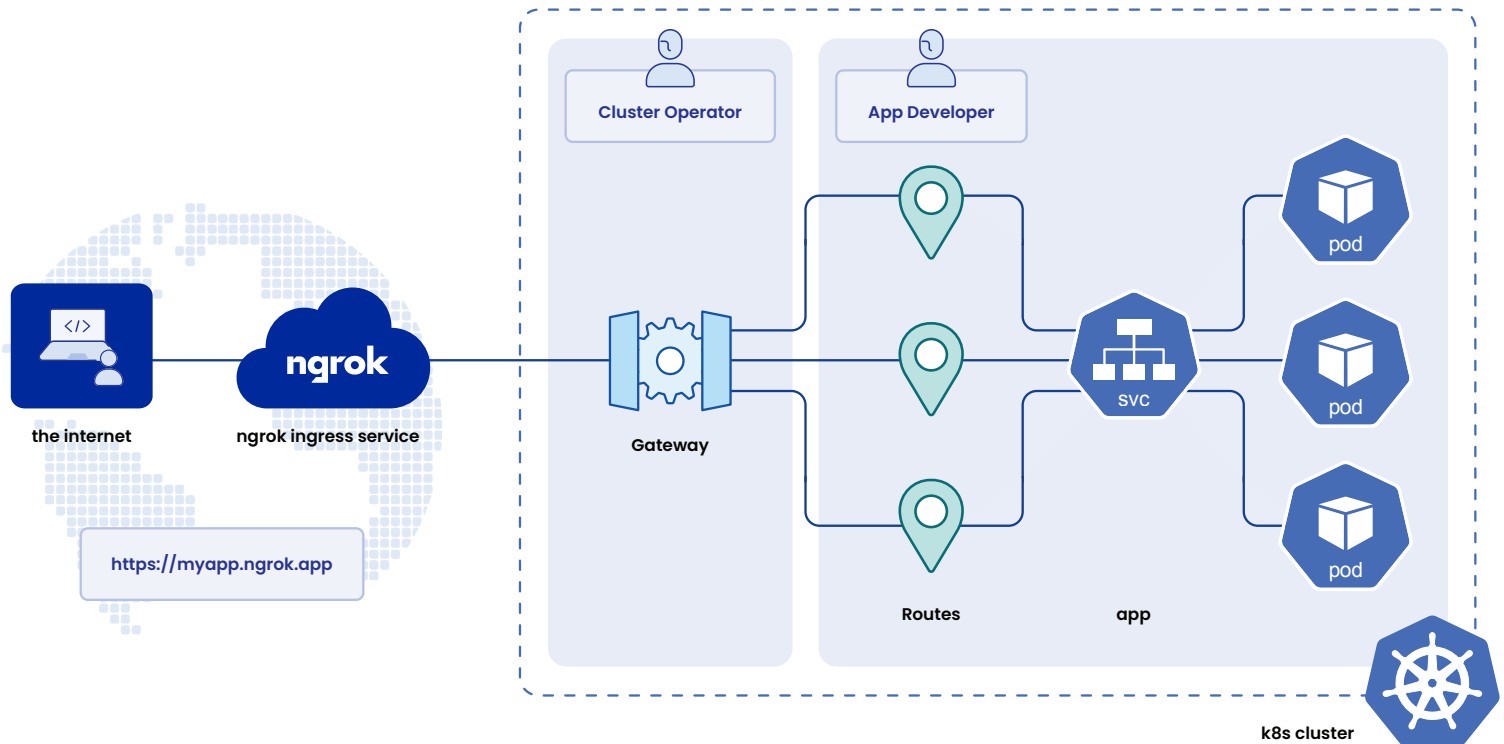 Cluster Operator
App Developer
pod
</>
ngrok
svc
pod
the internet
ngrok ingress service
Gateway
https://myapp.ngrok.app
pod
Routes
app
k8s cluster